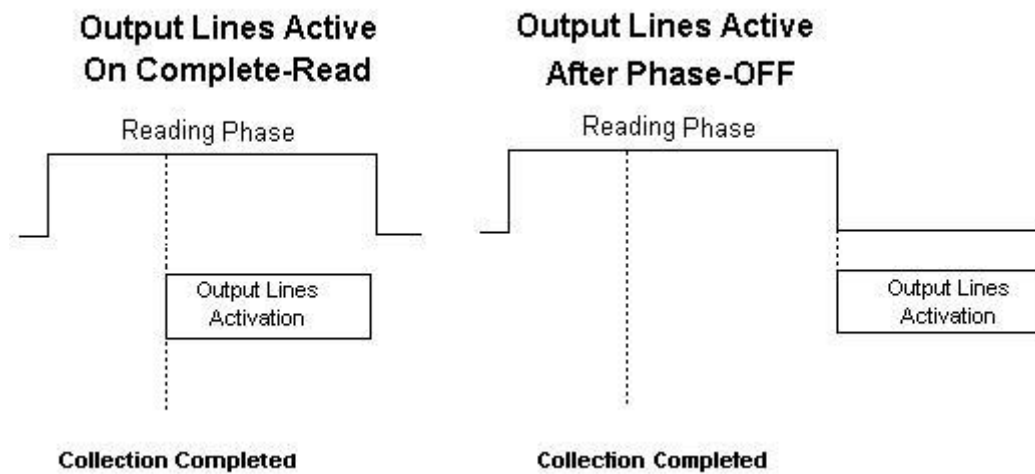 Output Lines Active
On Complete-Read
Reading Phase
Output Lines
Activation
Collection Completed
Output Lines Active
After Phase-OFF
Reading Phase
Output Lines
Activation
Collection Completed